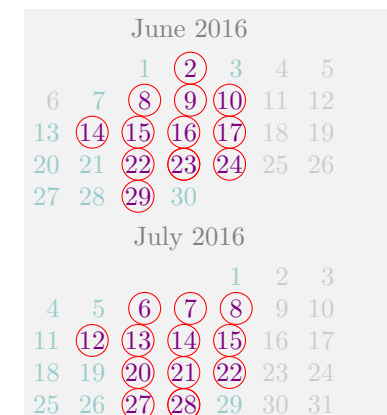 June 2016
1 2 3 4 5
6 7 8 9 10 11 12
13 14 15 16 17 18 19
20 21 22 23 24 25 26
27 28 29 30
July 2016
1 2 3
4 5 6 7 8 9 10
11 12 13 14 15 16 17
18 19 20 21 22 23 24
25 26 27 28 29 30 31